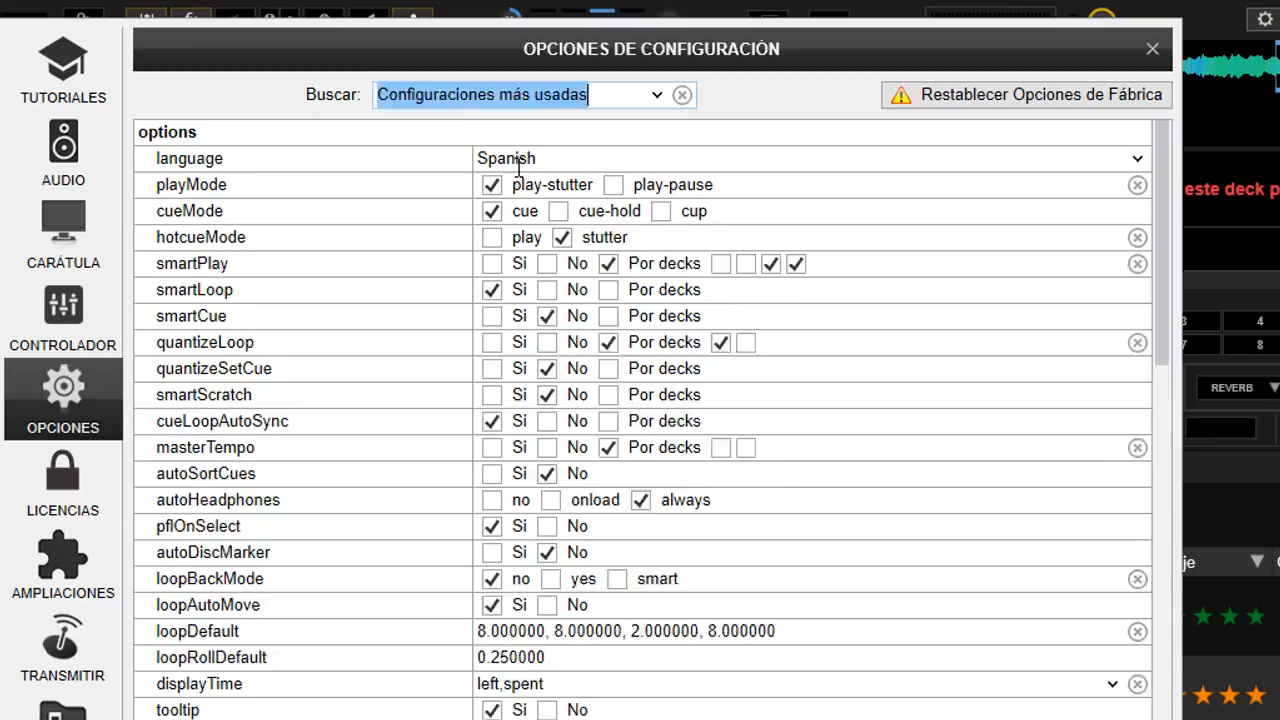 OPCIONES DE CONFIGURACIÓN
TUTORIALES
Buscar: Configuraciones más usadas
Restablecer Opciones de Fábrica
options
language Spanish
AUDIO
playMode play-stutter play-pause
este deck p
cueMode cue cue-hold cup
hotcueMode play stutter
CARÁTULA
smartPlay Si No Por decks
smartLoop Si No Por decks
smartCue Si No Por decks
3 4
CONTROLADOR
quantizeLoop Si No Por decks
7 8
quantizeSetCue Si No Por decks
REVERB
smartScratch Si No Por decks
OPCIONES
cueLoopAutoSync Si No Por decks
masterTempo Si No Por decks
autoSortCues Si No
autoHeadphones no onload always
LICENCIAS
pflOnSelect Si No
autoDiscMarker Si No
je
loopBackMode no yes smart
AMPLIACIONES
loopAutoMove Si No
loopDefault 8.000000, 8.000000, 2.000000, 8.000000
loopRollDefault 0.250000
TRANSMITIR
displayTime left,spent
tooltip Si No